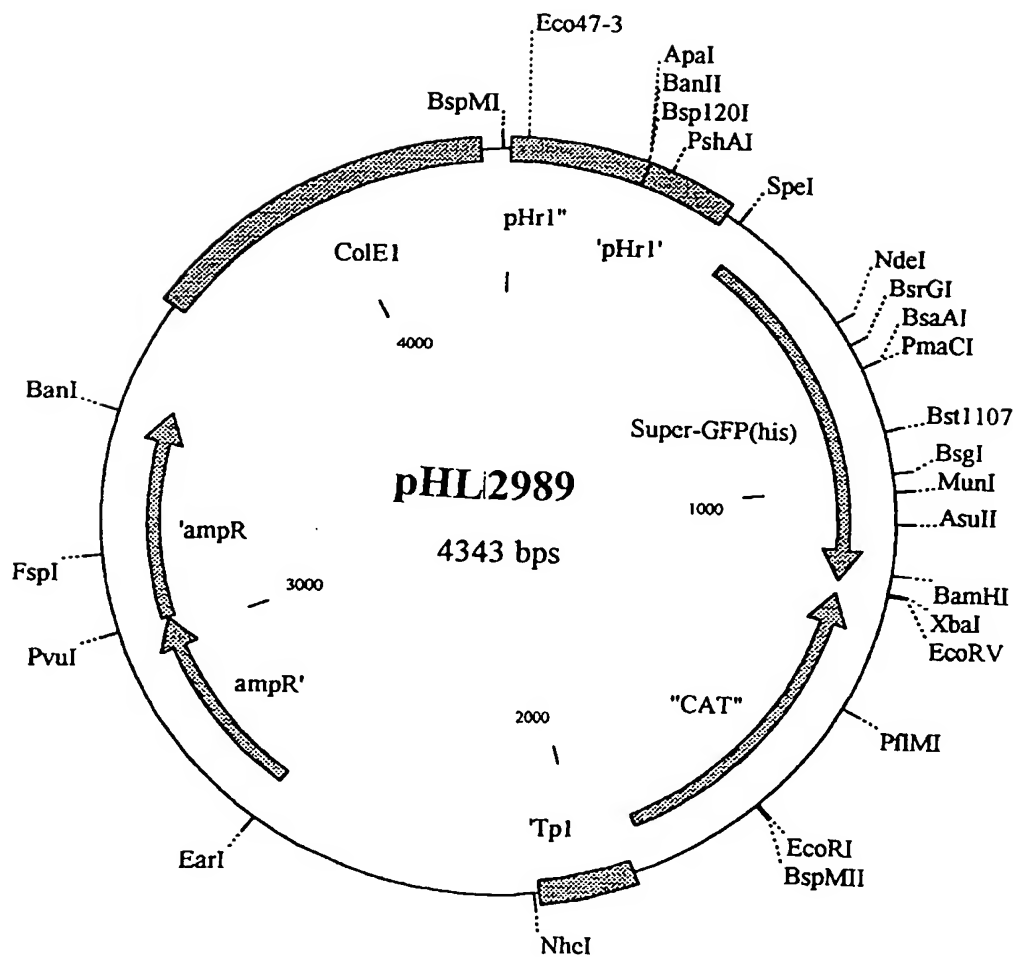 Eco47-3
ApaI
BanII
Bsp120I
PshAI
BspMI
SpeI
pHr1"
'pHr1'
ColE1
NdeI
BsrGI
BsaAI
PmaCI
4000
BanI
Super-GFP(his)
Bst1107
BsgI
MunI
AsuII
pHLi2989
1000
4343 bps
'ampR
FspI
3000
BamHI
XbaI
EcoRV
PvuI
ampR'
"CAT"
2000
PflMI
'Tp1
EarI
EcoRI
BspMII
NheI